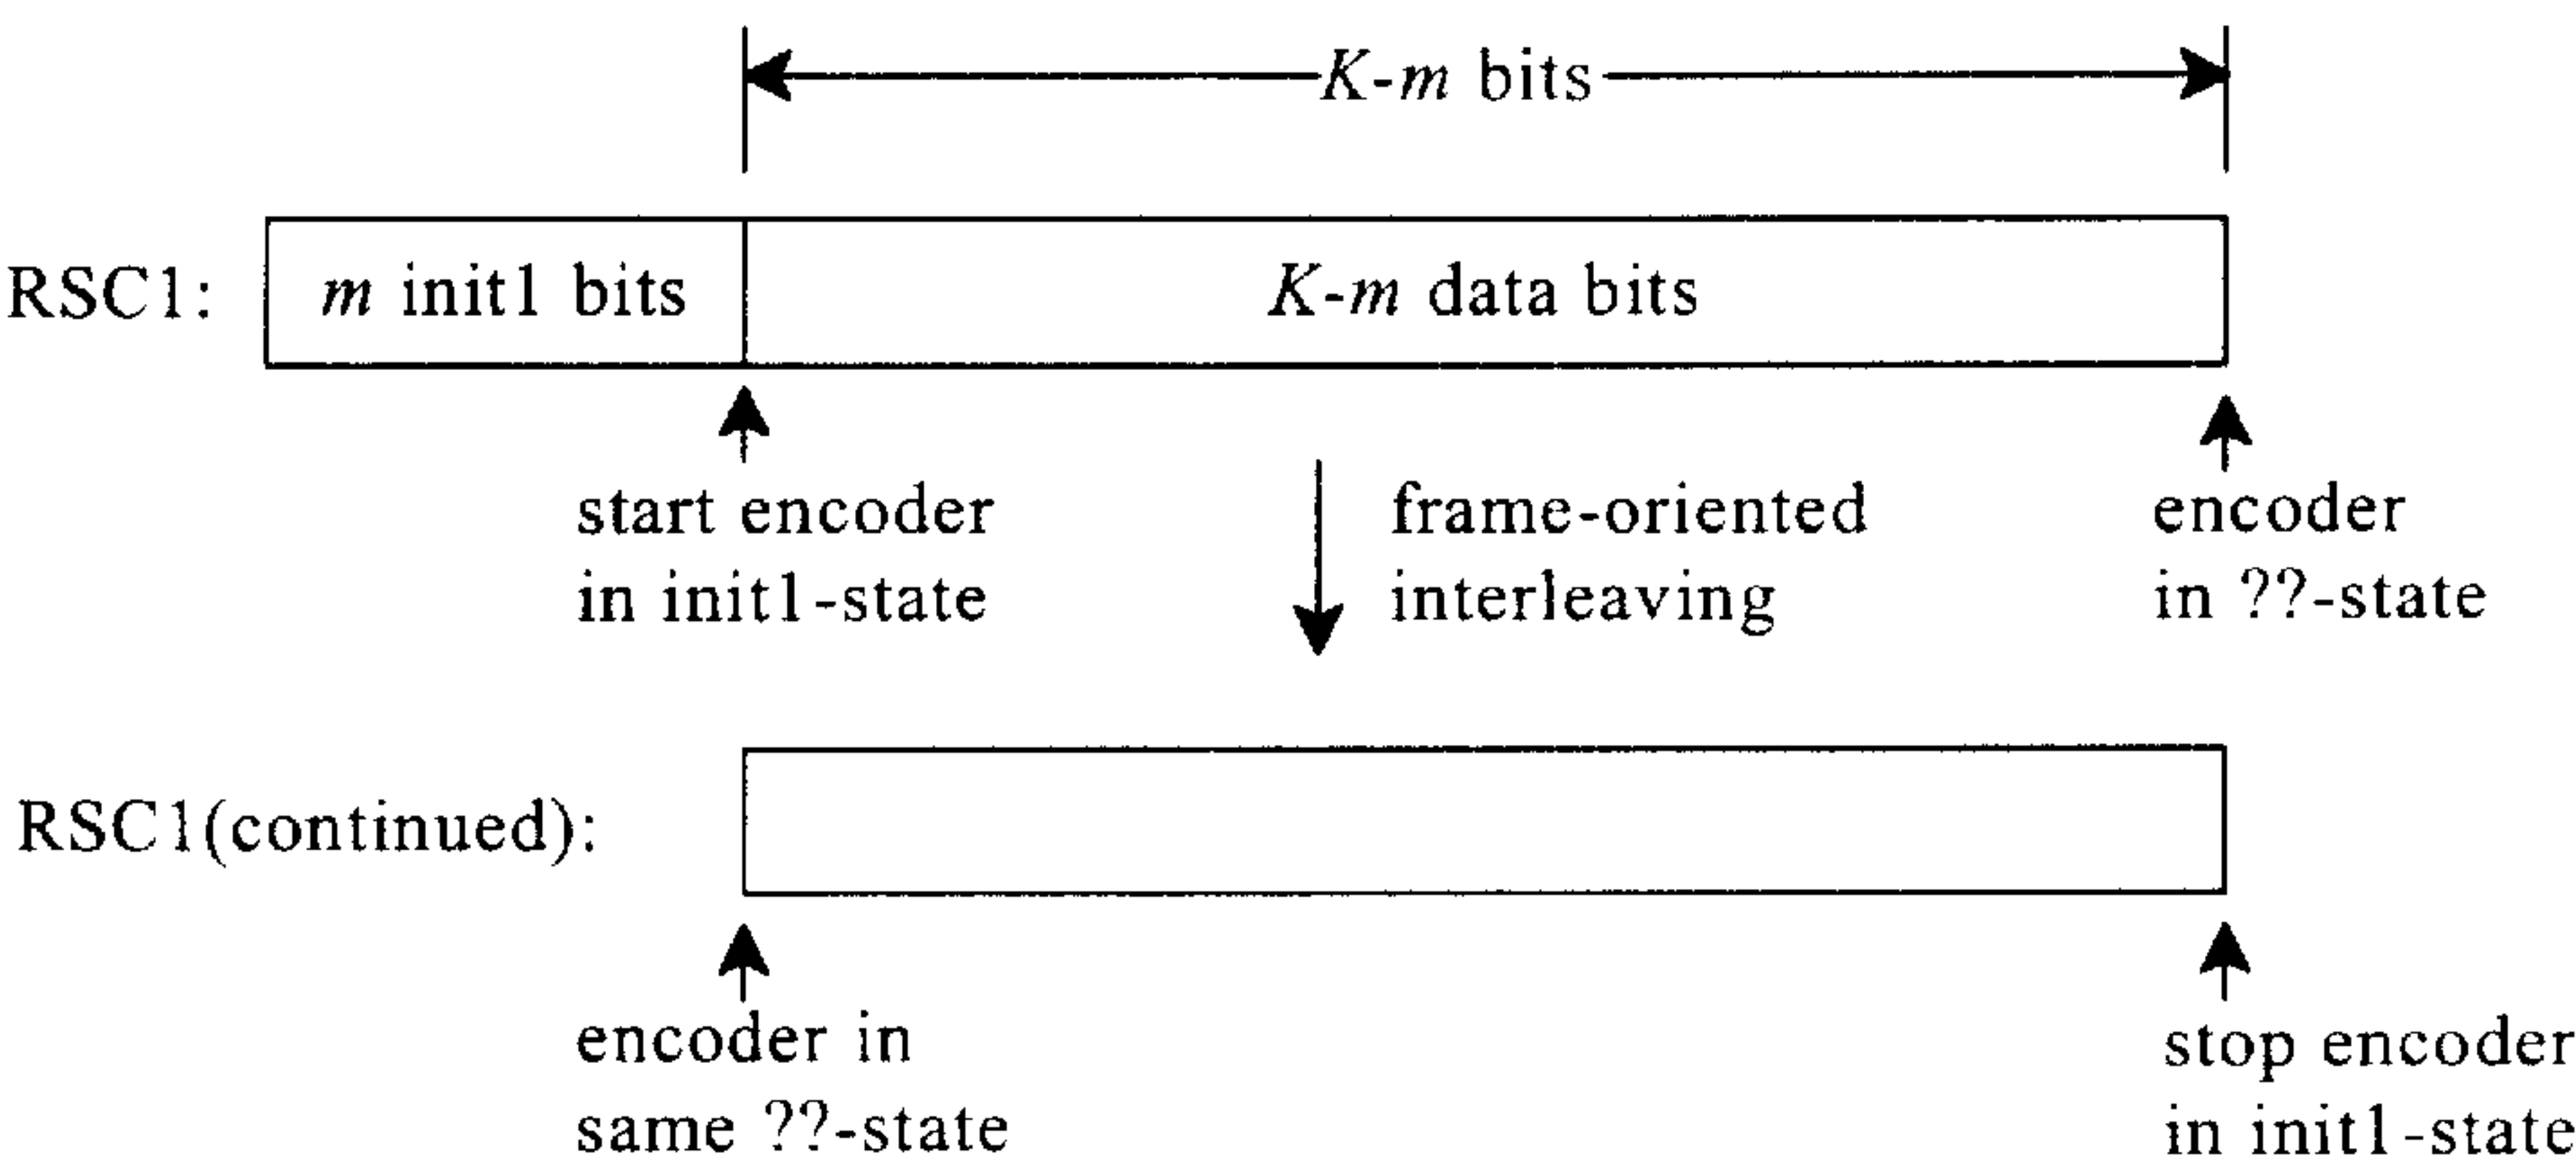 K-m bits
RSC1:
m init1 bits
K-m data bits
start encoder
in init1-state
frame-oriented
interleaving
encoder
in ??-state
RSC1(continued):
encoder in
same ??-state
stop encoder
in init1-state